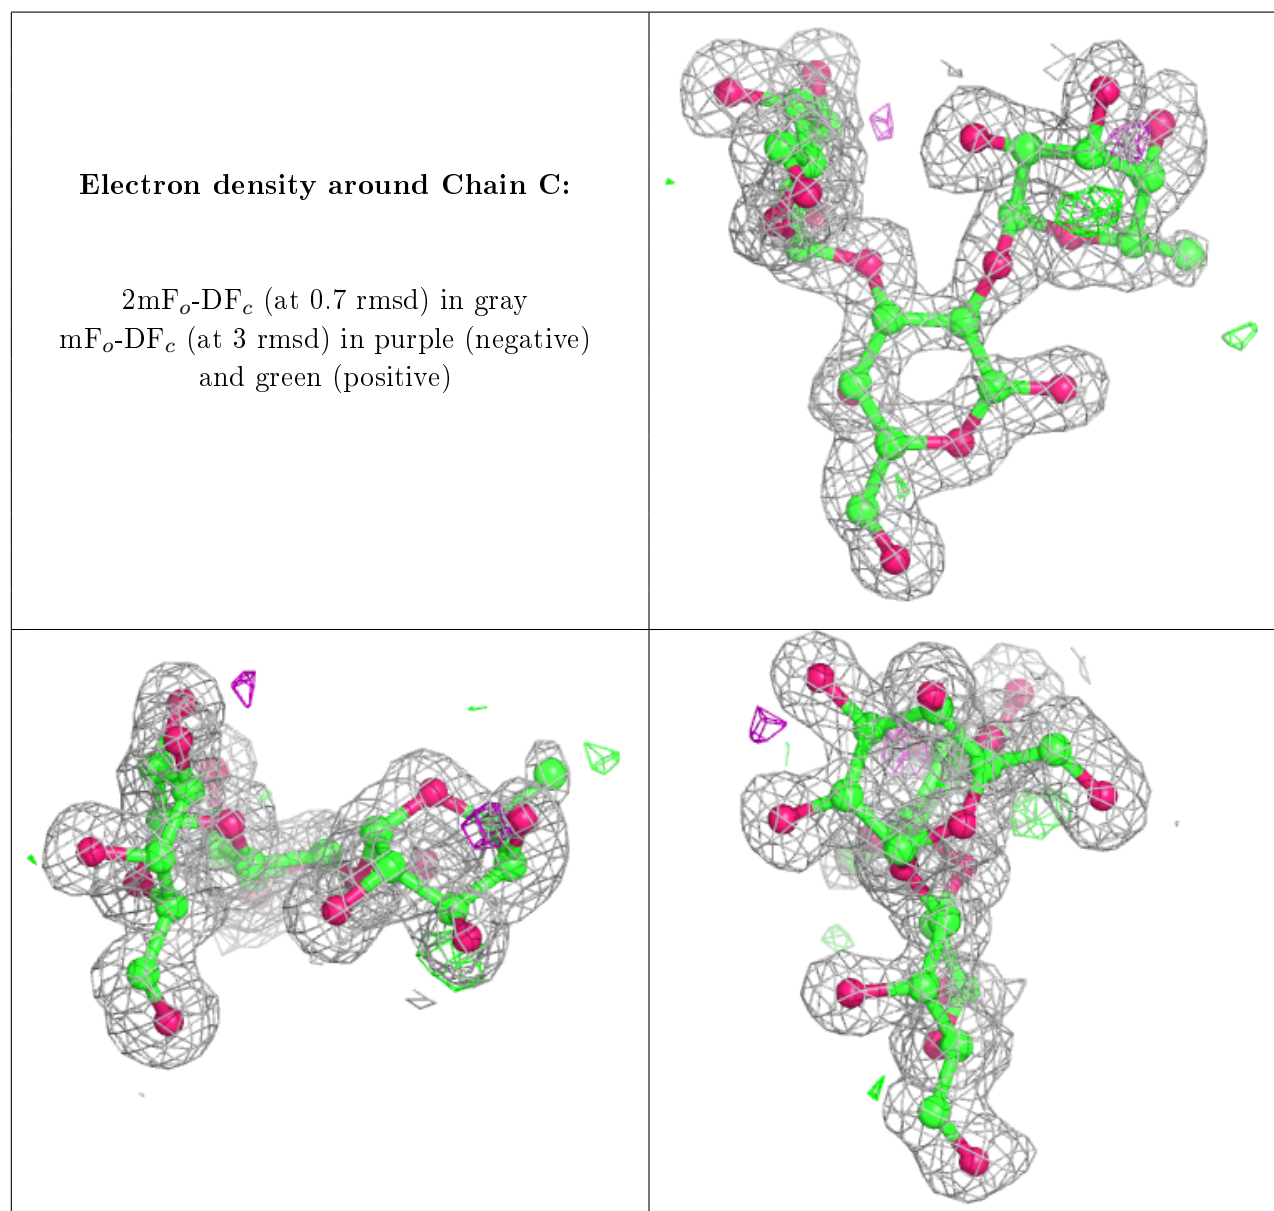 Electron density around Chain C:
2mFₒ-DF𝒸 (at 0.7 rmsd) in gray
mFₒ-DF𝒸 (at 3 rmsd) in purple (negative)
and green (positive)